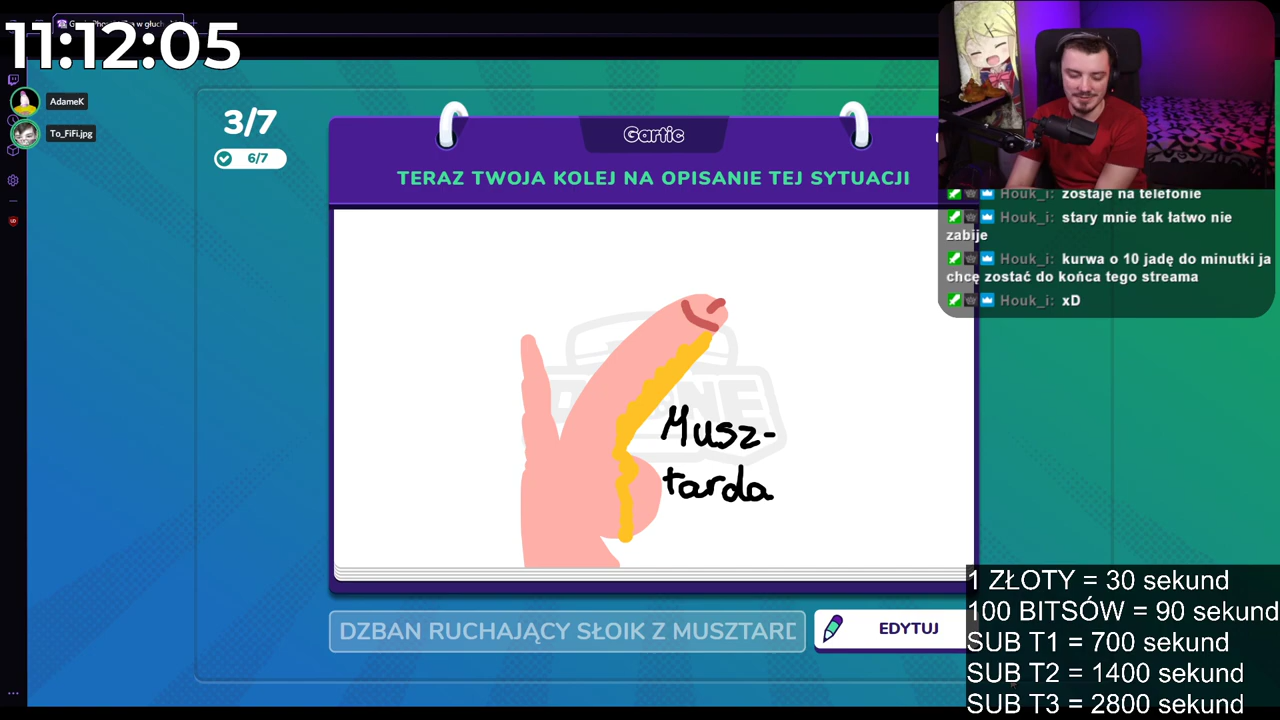 11:12:05
AdameK
To_FiFi.jpg
3/7
6/7
Gartic
TERAZ TWOJA KOLEJ NA OPISANIE TEJ SYTUACJI
Musz-
tarda
DZBAN RUCHAJĄCY SŁOIK Z MUSZTARD
EDYTUJ
Houk_i: zostaje na telefonie
Houk_i: stary mnie tak łatwo nie
zabije
Houk_i: kurwa o 10 jadę do minutki ja
chcę zostać do końca tego streama
Houk_i: xD
1 ZŁOTY = 30 sekund
100 BITSÓW = 90 sekund
SUB T1 = 700 sekund
SUB T2 = 1400 sekund
SUB T3 = 2800 sekund